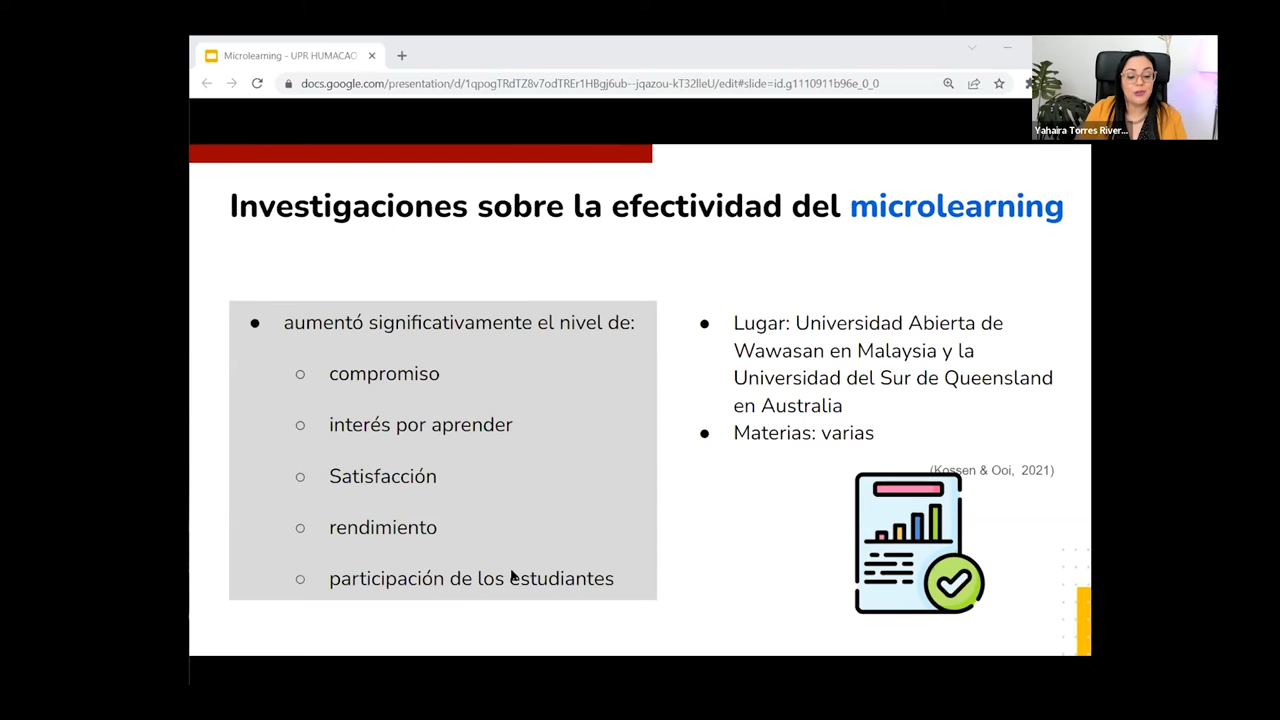 Microlearning - UPR HUMACAO
docs.google.com/presentation/d/1qpogTRdTZ8v7odTREr1HBgj6ub--jqazou-kT32lleU/edit#slide=id.g1110911b96e_0_0
Yahaira Torres River...
Investigaciones sobre la efectividad del microlearning
● aumentó significativamente el nivel de:
○ compromiso
○ interés por aprender
○ Satisfacción
○ rendimiento
○ participación de los estudiantes
● Lugar: Universidad Abierta de
Wawasan en Malaysia y la
Universidad del Sur de Queensland
en Australia
● Materias: varias
(Kossen & Ooi, 2021)